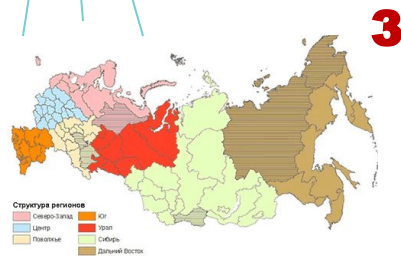 3
Структура регионов
Северо-Запад
Юг
Центр
Урал
Поволжье
Сибирь
Дальний Восток